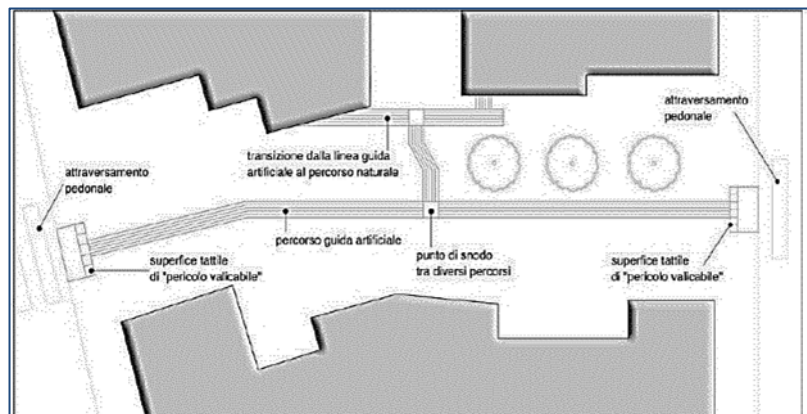 attraversamento
pedonale
transizione dalla linea guida
artificiale al percorso naturale
attraversamento
pedonale
percorso guida artificiale
punto di snodo
tra diversi percorsi
superfice tattile
di "pericolo valicabile"
superfice tattile
di "pericolo valicabile"